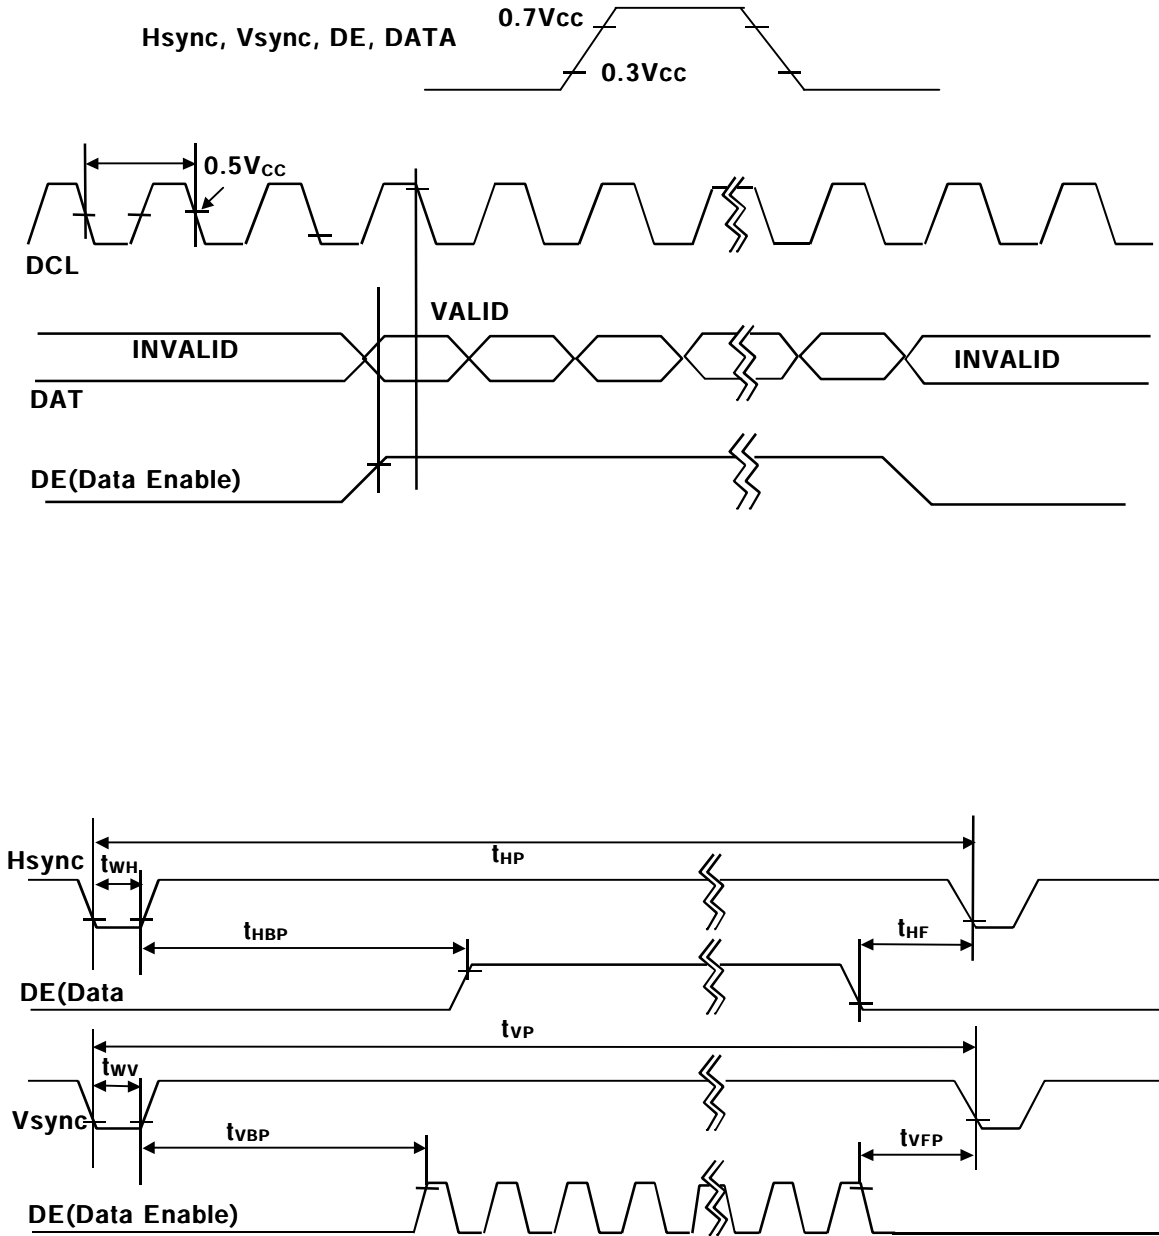 0.7Vcc
Hsync, Vsync, DE, DATA
0.3Vcc
0.5VCC
DCL
VALID
INVALID
INVALID
DAT
DE(Data Enable)
tHP
Hsync
tWH
tHBP
tHF
DE(Data
tVP
tWV
Vsync
tVBP
tVFP
DE(Data Enable)